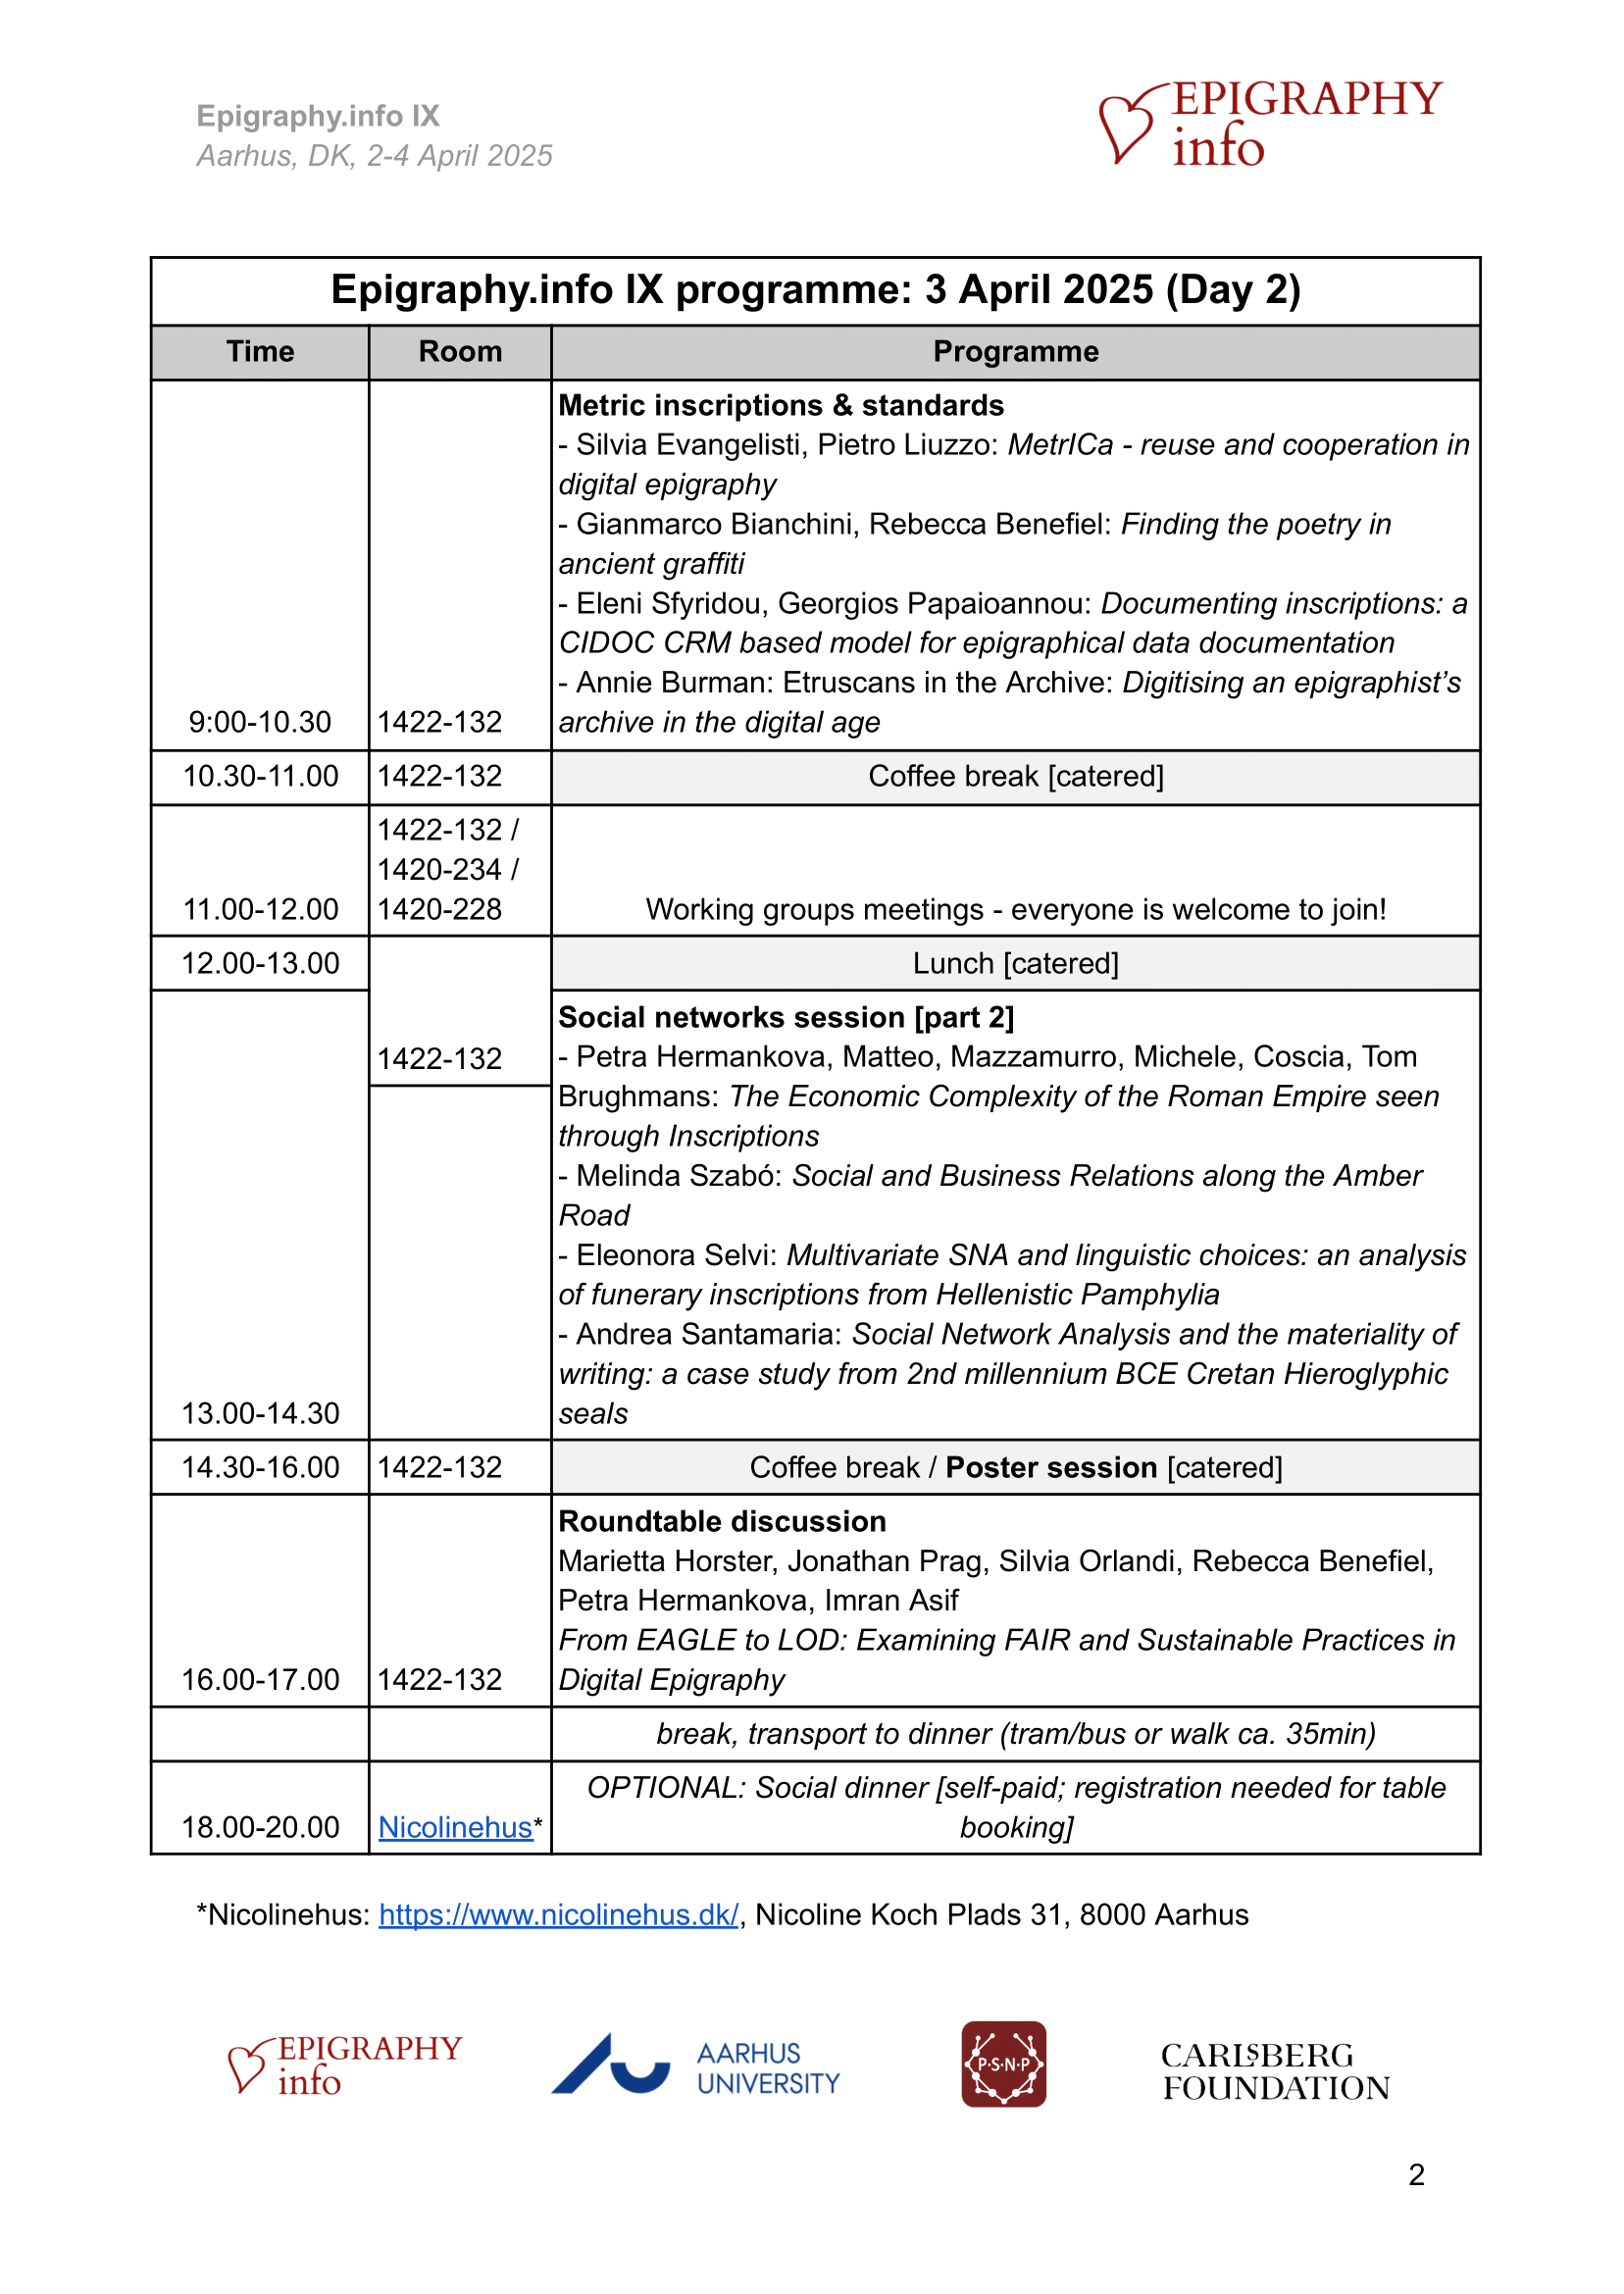 Epigraphy.info IX
Aarhus, DK, 2-4 April 2025
EPIGRAPHY
info
Epigraphy.info IX programme: 3 April 2025 (Day 2)
Time Room Programme
Metric inscriptions & standards
- Silvia Evangelisti, Pietro Liuzzo: MetrICa - reuse and cooperation in
digital epigraphy
- Gianmarco Bianchini, Rebecca Benefiel: Finding the poetry in
ancient graffiti
- Eleni Sfyridou, Georgios Papaioannou: Documenting inscriptions: a
CIDOC CRM based model for epigraphical data documentation
- Annie Burman: Etruscans in the Archive: Digitising an epigraphist’s
9:00-10.30 1422-132 archive in the digital age
10.30-11.00 1422-132 Coffee break [catered]
1422-132 /
1420-234 /
11.00-12.00 1420-228 Working groups meetings - everyone is welcome to join!
12.00-13.00 Lunch [catered]
Social networks session [part 2]
1422-132 - Petra Hermankova, Matteo, Mazzamurro, Michele, Coscia, Tom
Brughmans: The Economic Complexity of the Roman Empire seen
through Inscriptions
- Melinda Szabó: Social and Business Relations along the Amber
Road
- Eleonora Selvi: Multivariate SNA and linguistic choices: an analysis
of funerary inscriptions from Hellenistic Pamphylia
- Andrea Santamaria: Social Network Analysis and the materiality of
writing: a case study from 2nd millennium BCE Cretan Hieroglyphic
13.00-14.30 seals
14.30-16.00 1422-132 Coffee break / Poster session [catered]
Roundtable discussion
Marietta Horster, Jonathan Prag, Silvia Orlandi, Rebecca Benefiel,
Petra Hermankova, Imran Asif
From EAGLE to LOD: Examining FAIR and Sustainable Practices in
16.00-17.00 1422-132 Digital Epigraphy
break, transport to dinner (tram/bus or walk ca. 35min)
OPTIONAL: Social dinner [self-paid; registration needed for table
18.00-20.00 Nicolinehus* booking]
*Nicolinehus: https://www.nicolinehus.dk/, Nicoline Koch Plads 31, 8000 Aarhus
EPIGRAPHY
info
AARHUS
UNIVERSITY
P·S·N·P
CARLSBERG
FOUNDATION
2